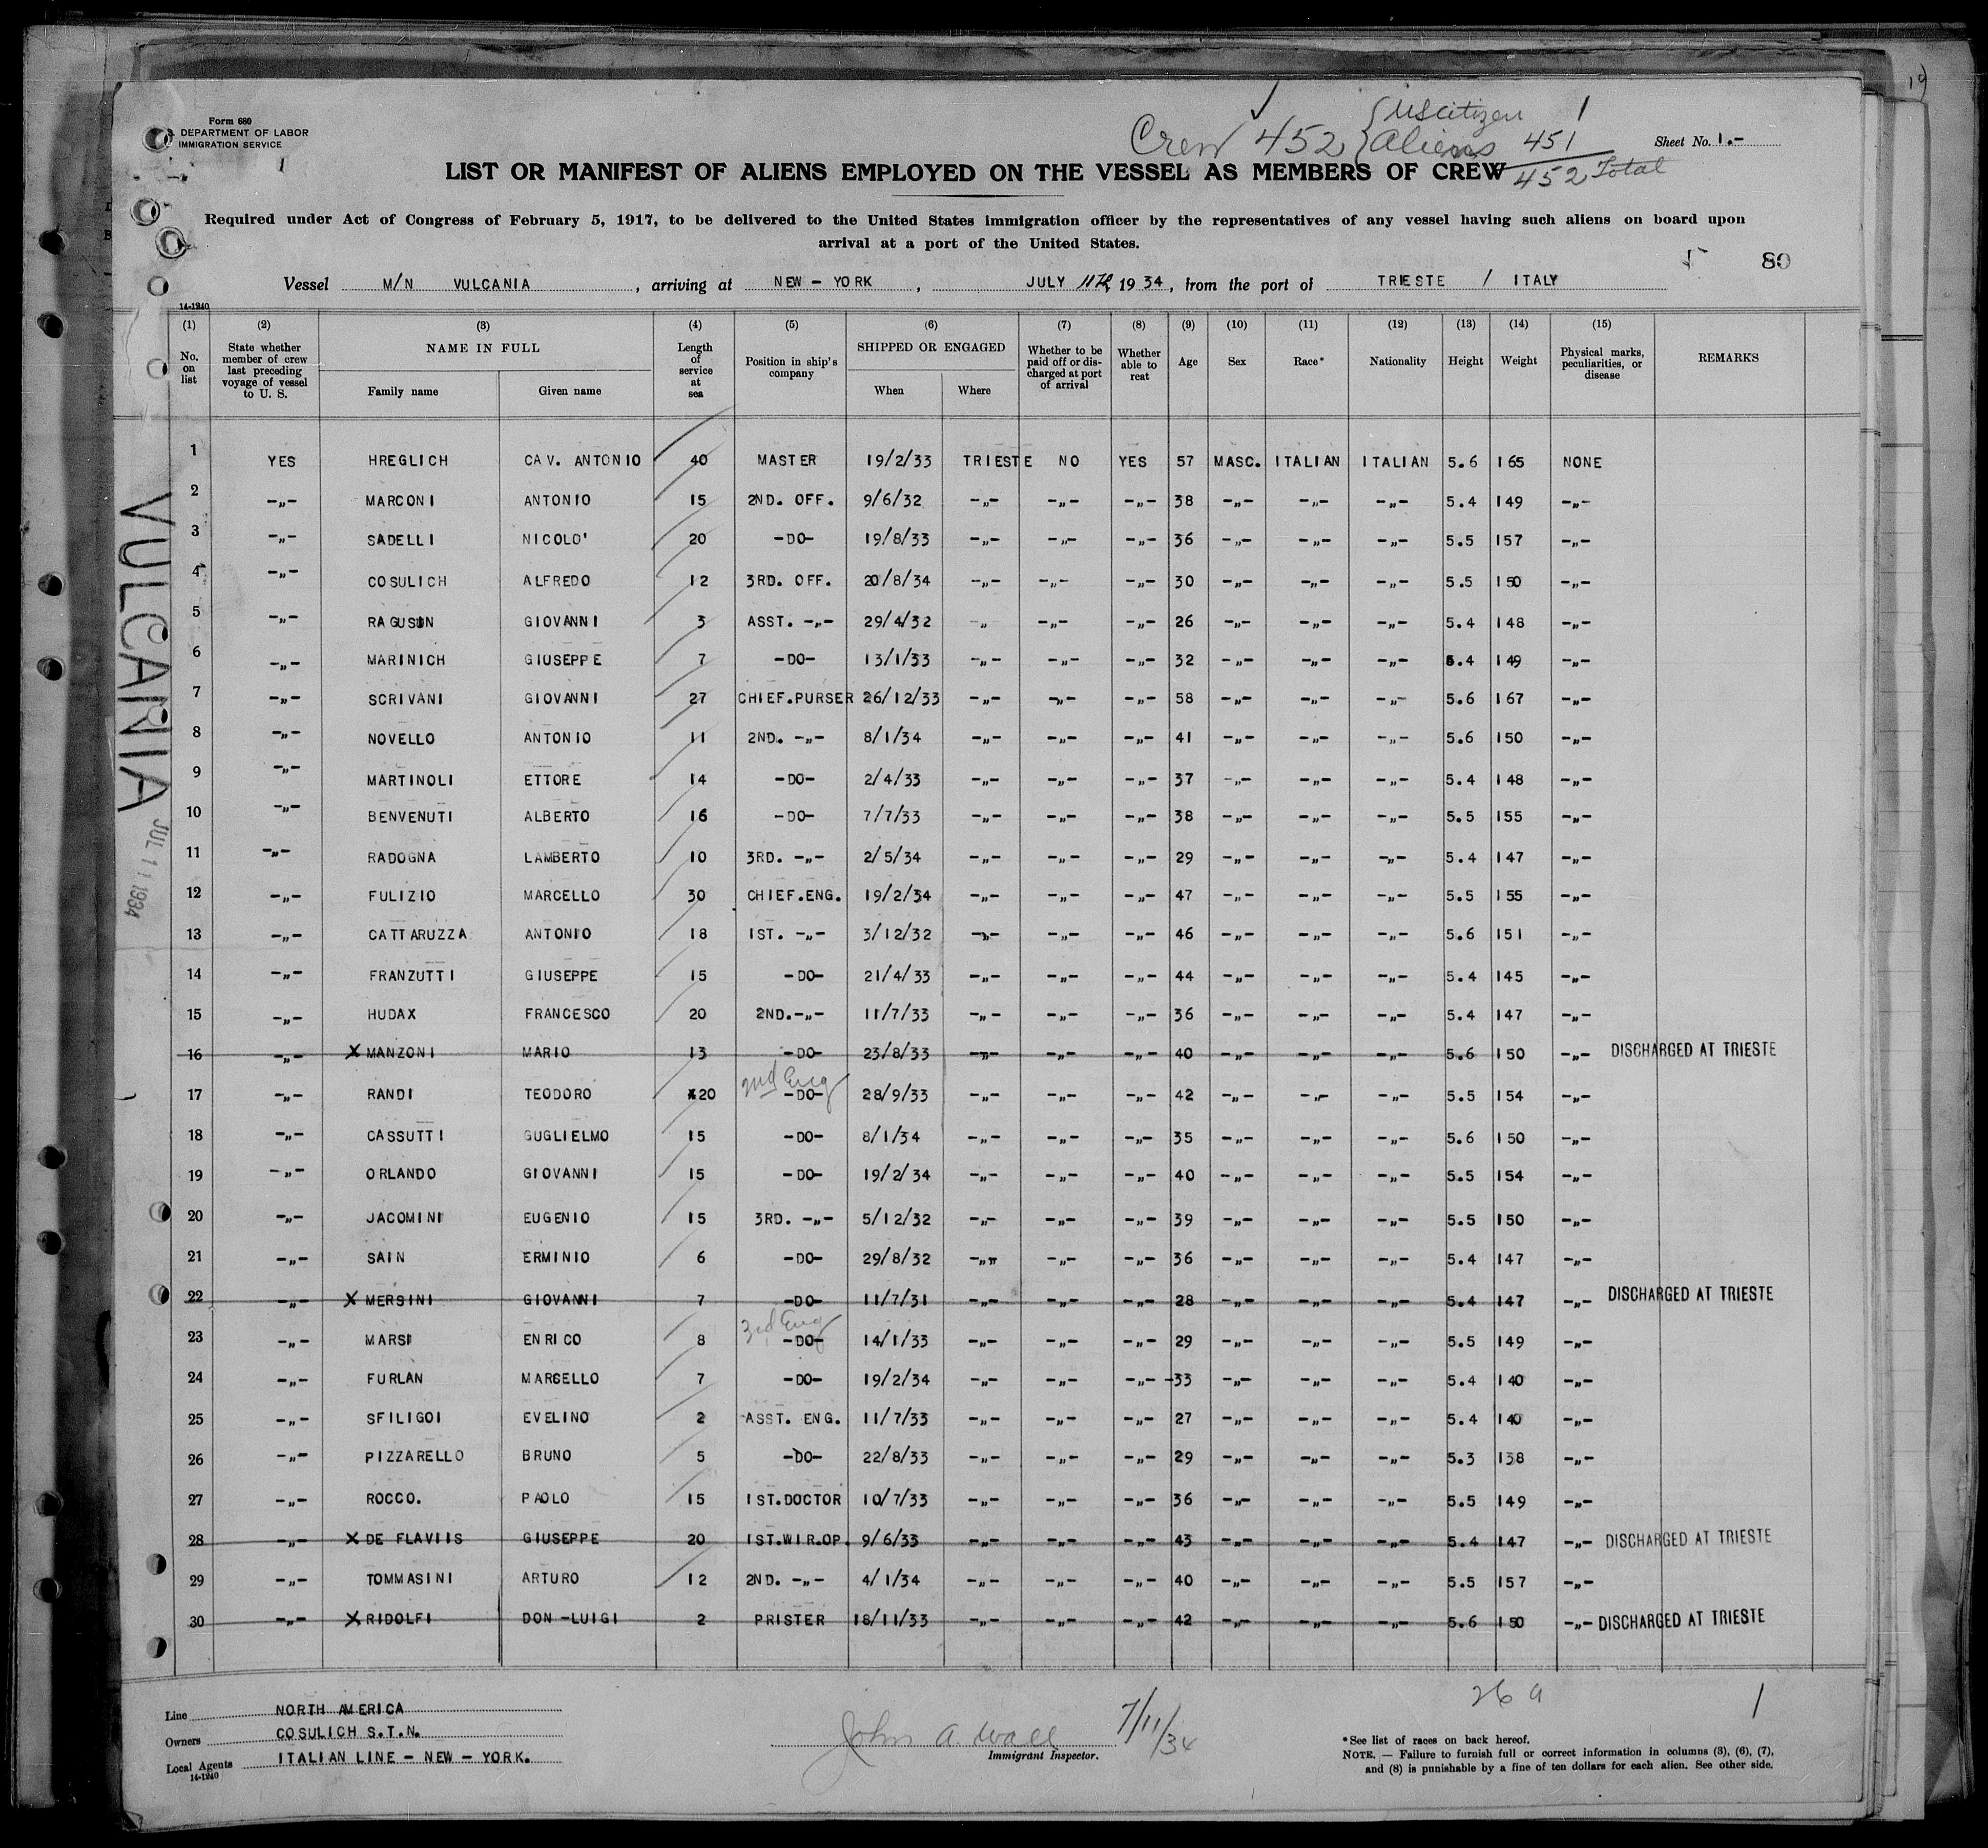 Form 680
DEPARTMENT OF LABOR
IMMIGRATION SERVICE
1
Crew 452 { US citizen 1
Aliens 451
452 Total
Sheet No. 1.-
LIST OR MANIFEST OF ALIENS EMPLOYED ON THE VESSEL AS MEMBERS OF CREW
Required under Act of Congress of February 5, 1917, to be delivered to the United States immigration officer by the representatives of any vessel having such aliens on board upon
arrival at a port of the United States.
80
Vessel M/N VULCANIA, arriving at NEW-YORK, JULY 11th 1934, from the port of TRIESTE / ITALY
14-1240
(1) (2) (3) (4) (5) (6) (7) (8) (9) (10) (11) (12) (13) (14) (15)
No. on list
State whether member of crew last preceding voyage of vessel to U. S.
NAME IN FULL
Family name
Given name
Length of service at sea
Position in ship's company
SHIPPED OR ENGAGED
When
Where
Whether to be paid off or discharged at port of arrival
Whether able to reat
Age
Sex
Race*
Nationality
Height
Weight
Physical marks, peculiarities, or disease
REMARKS
1 YES HREGLICH CAV. ANTONIO 40 MASTER 19/2/33 TRIESTE NO YES 57 MASC. ITALIAN ITALIAN 5.6 165 NONE
2 -„- MARCONI ANTONIO 15 2ND. OFF. 9/6/32 -„- -„- -„- 38 -„- -„- -„- 5.4 149 -„-
3 -„- SADELLI NICOLO' 20 -DO- 19/8/33 -„- -„- -„- 36 -„- -„- -„- 5.5 157 -„-
4 -„- COSULICH ALFREDO 12 3RD. OFF. 20/8/34 -„- -„- -„- 30 -„- -„- -„- 5.5 150 -„-
5 -„- RAGUSIN GIOVANNI 3 ASST. -„- 29/4/32 -„ -„- -„- 26 -„- -„- -„- 5.4 148 -„-
6 -„- MARINICH GIUSEPPE 7 -DO- 13/1/33 -„- -„- -„- 32 -„- -„- -„- 5.4 149 -„-
7 -„- SCRIVANI GIOVANNI 27 CHIEF.PURSER 26/12/33 -„- -„- -„- 58 -„- -„- -„- 5.6 167 -„-
8 -„- NOVELLO ANTONIO 11 2ND. -„- 8/1/34 -„- -„- -„- 41 -„- -„- -„- 5.6 150 -„-
9 -„- MARTINOLI ETTORE 14 -DO- 2/4/33 -„- -„- -„- 37 -„- -„- -„- 5.4 148 -„-
10 -„- BENVENUTI ALBERTO 16 -DO- 7/7/33 -„- -„- -„- 38 -„- -„- -„- 5.5 155 -„-
11 -„- RADOGNA LAMBERTO 10 3RD. -„- 2/5/34 -„- -„- -„- 29 -„- -„- -„- 5.4 147 -„-
12 -„- FULIZIO MARCELLO 30 CHIEF.ENG. 19/2/34 -„- -„- -„- 47 -„- -„- -„- 5.5 155 -„-
13 -„- CATTARUZZA ANTONIO 18 1ST. -„- 3/12/32 -„- -„- -„- 46 -„- -„- -„- 5.6 151 -„-
14 -„- FRANZUTTI GIUSEPPE 15 -DO- 21/4/33 -„- -„- -„- 44 -„- -„- -„- 5.4 145 -„-
15 -„- HUDAX FRANCESCO 20 2ND.-„- 11/7/33 -„- -„- -„- 36 -„- -„- -„- 5.4 147 -„-
16 -„- X MANZONI MARIO 13 -DO- 23/8/33 -„- -„- -„- 40 -„- -„- -„- 5.6 150 -„- DISCHARGED AT TRIESTE
2nd Eng
17 -„- RANDI TEODORO 20 -DO- 28/9/33 -„- -„- -„- 42 -„- -„- -„- 5.5 154 -„-
18 -„- CASSUTTI GUGLIELMO 15 -DO- 8/1/34 -„- -„- -„- 35 -„- -„- -„- 5.6 150 -„-
19 -„- ORLANDO GIOVANNI 15 -DO- 19/2/34 -„- -„- -„- 40 -„- -„- -„- 5.5 154 -„-
20 -„- JACOMINI EUGENIO 15 3RD. -„- 5/12/32 -„- -„- -„- 39 -„- -„- -„- 5.5 150 -„-
21 -„- SAIN ERMINIO 6 -DO- 29/8/32 -„- -„- -„- 36 -„- -„- -„- 5.4 147 -„-
22 -„- X MERSINI GIOVANNI 7 -DO- 11/7/31 -„- -„- -„- 28 -„- -„- -„- 5.4 147 -„- DISCHARGED AT TRIESTE
3rd Eng
23 -„- MARSI ENRICO 8 -DO- 14/1/33 -„- -„- -„- 29 -„- -„- -„- 5.5 149 -„-
24 -„- FURLAN MARCELLO 7 -DO- 19/2/34 -„- -„- -„- 33 -„- -„- -„- 5.4 140 -„-
25 -„- SFILIGOI EVELINO 2 ASST. ENG. 11/7/33 -„- -„- -„- 27 -„- -„- -„- 5.4 140 -„-
26 -„- PIZZARELLO BRUNO 5 -DO- 22/8/33 -„- -„- -„- 29 -„- -„- -„- 5.3 138 -„-
27 -„- ROCCO. PAOLO 15 1ST.DOCTOR 10/7/33 -„- -„- -„- 36 -„- -„- -„- 5.5 149 -„-
28 -„- X DE FLAVIIS GIUSEPPE 20 1ST.WIR.OP. 9/6/33 -„- -„- -„- 43 -„- -„- -„- 5.4 147 -„- DISCHARGED AT TRIESTE
29 -„- TOMMASINI ARTURO 12 2ND. -„- 4/1/34 -„- -„- -„- 40 -„- -„- -„- 5.5 157 -„-
30 -„- X RIDOLFI DON-LUIGI 2 PRISTER 18/11/33 -„- -„- -„- 42 -„- -„- -„- 5.6 150 -„- DISCHARGED AT TRIESTE
VULCANIA
JUL 11 1934
26 a
1
Line NORTH AMERICA
Owners COSULICH S.T.N.
Local Agents ITALIAN LINE - NEW - YORK.
14-1240
John A. Wall 7/11/34
Immigrant Inspector.
*See list of races on back hereof.
NOTE. — Failure to furnish full or correct information in columns (3), (6), (7),
and (8) is punishable by a fine of ten dollars for each alien. See other side.